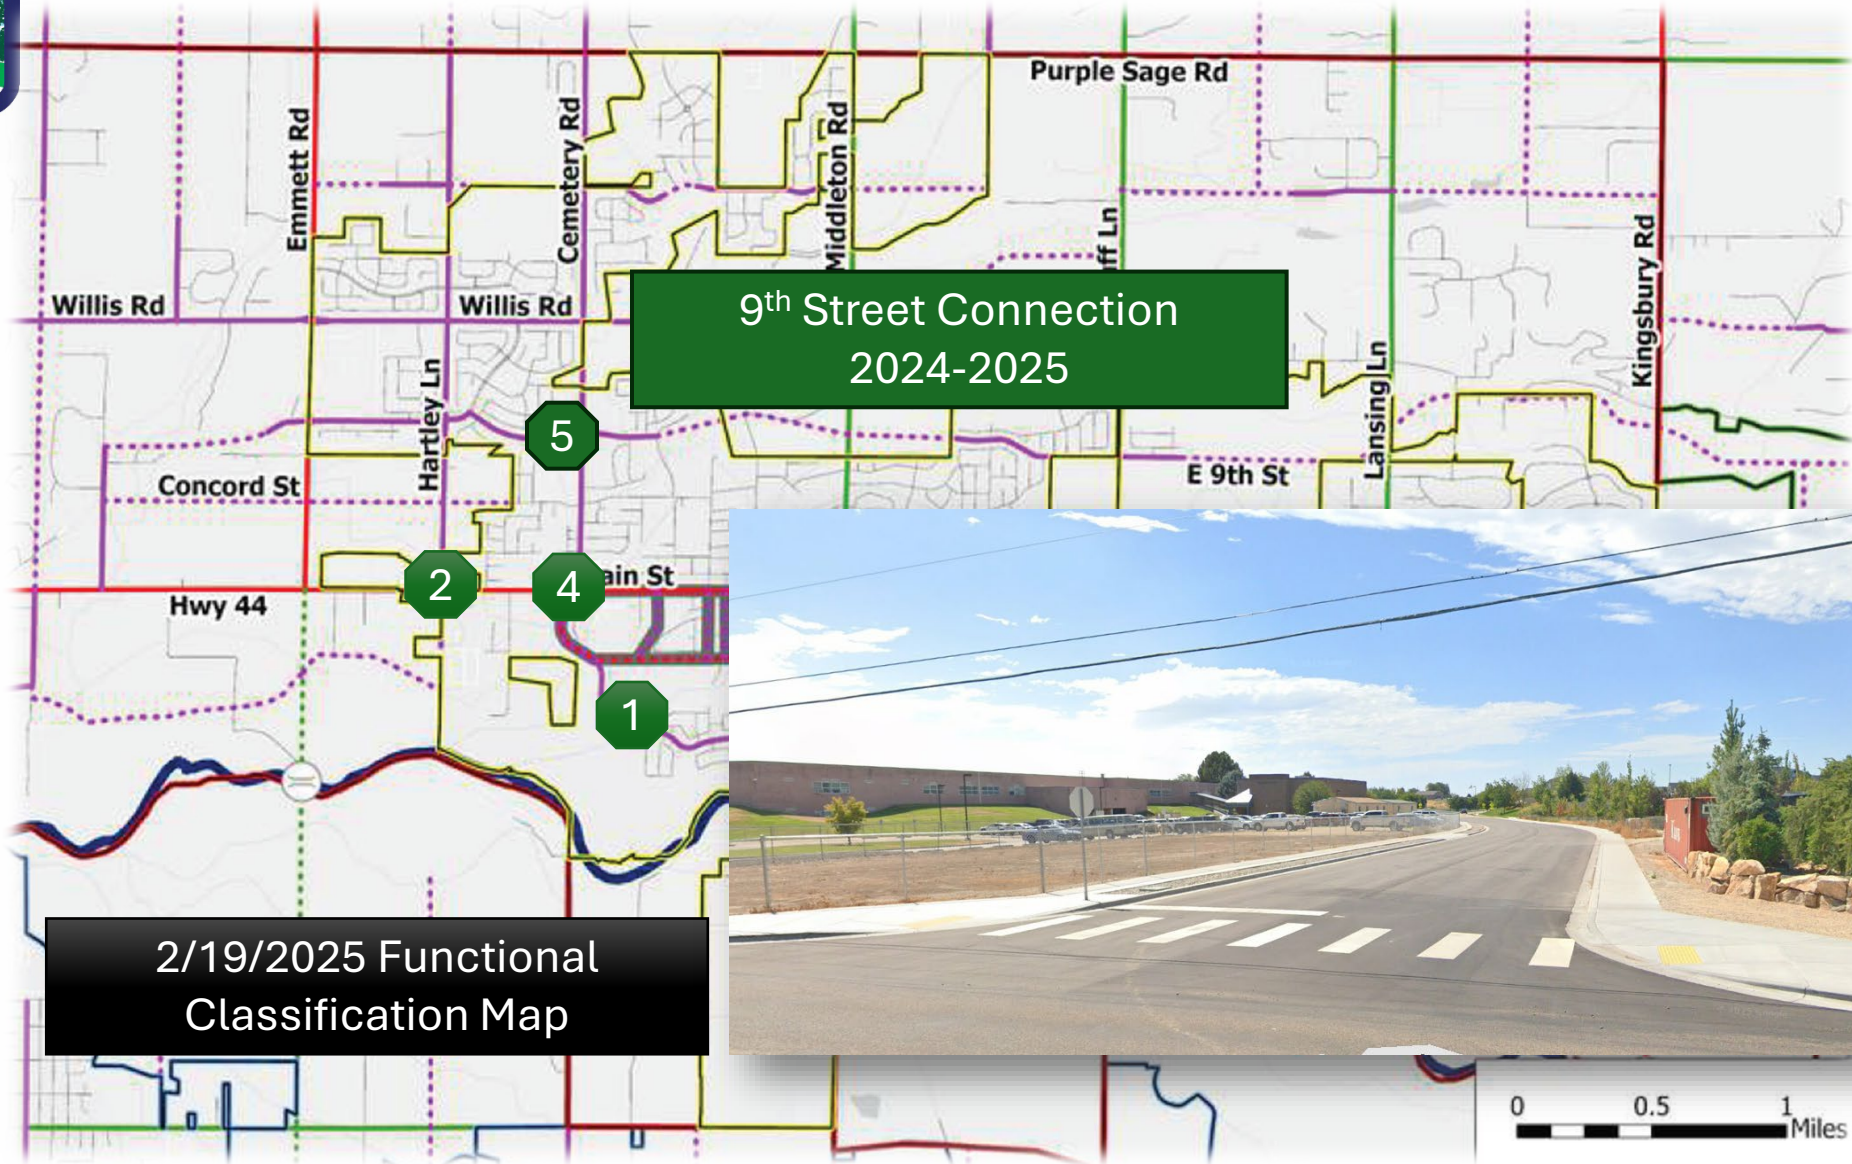 Purple Sage Rd
Emmett Rd
Cemetery Rd
Middleton Rd
ff Ln
Kingsbury Rd
Willis Rd
Willis Rd
9th Street Connection
2024-2025
Hartley Ln
Lansing Ln
5
Concord St
E 9th St
2
4
ain St
Hwy 44
1
2/19/2025 Functional
Classification Map
0
0.5
1
Miles